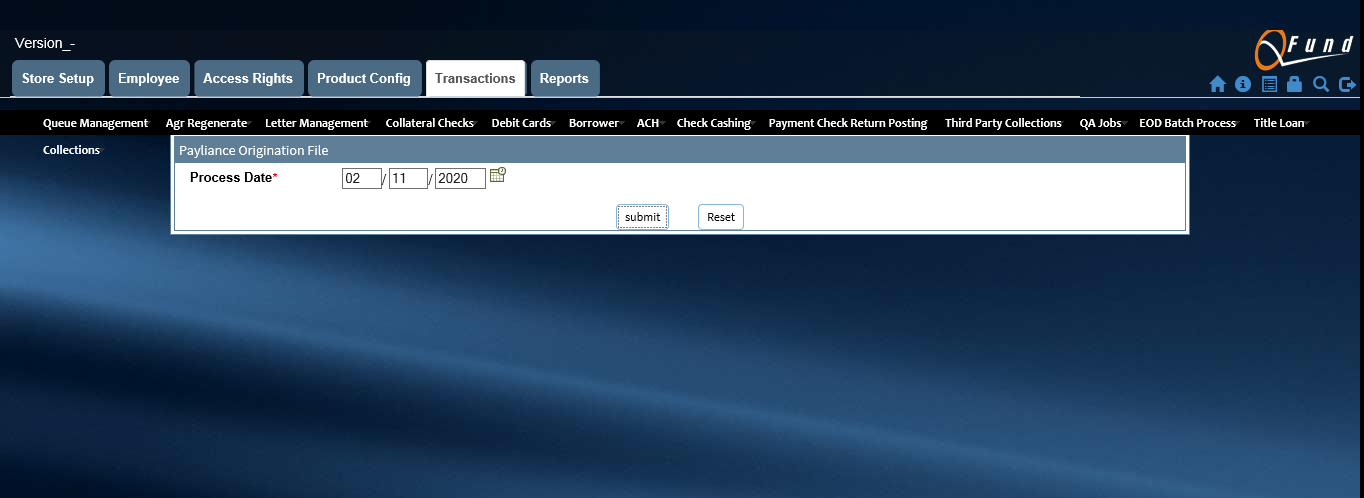 Version_-
QFund
Store Setup Employee Access Rights Product Config Transactions Reports
Queue Management Agr Regenerate Letter Management Collateral Checks Debit Cards Borrower ACH Check Cashing Payment Check Return Posting Third Party Collections QA Jobs EOD Batch Process Title Loan
Collections
Payliance Origination File
Process Date* 02 / 11 / 2020
submit Reset